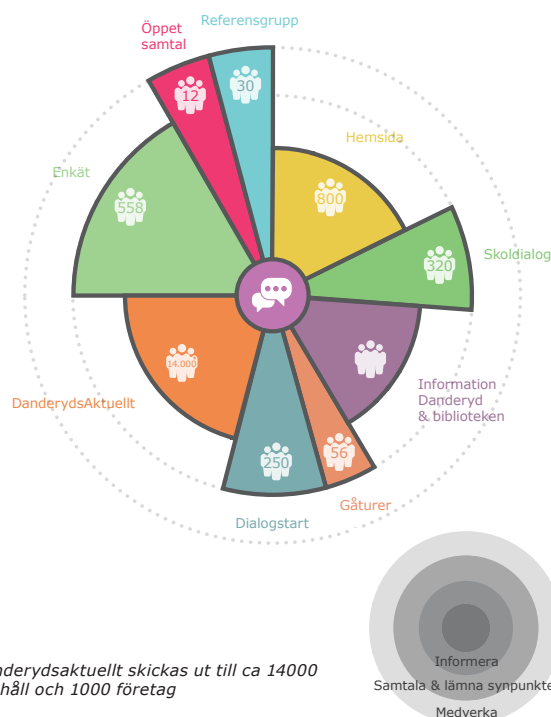 Referensgrupp
Öppet
samtal
30
12
Hemsida
Enkät
800
558
Skoldialog
320
14.000
Information
Danderyd
& biblioteken
DanderydsAktuellt
56
250
Gåturer
Dialogstart
Informera
Samtala & lämna synpunkte
Medverka
nderydsaktuellt skickas ut till ca 14000
håll och 1000 företag